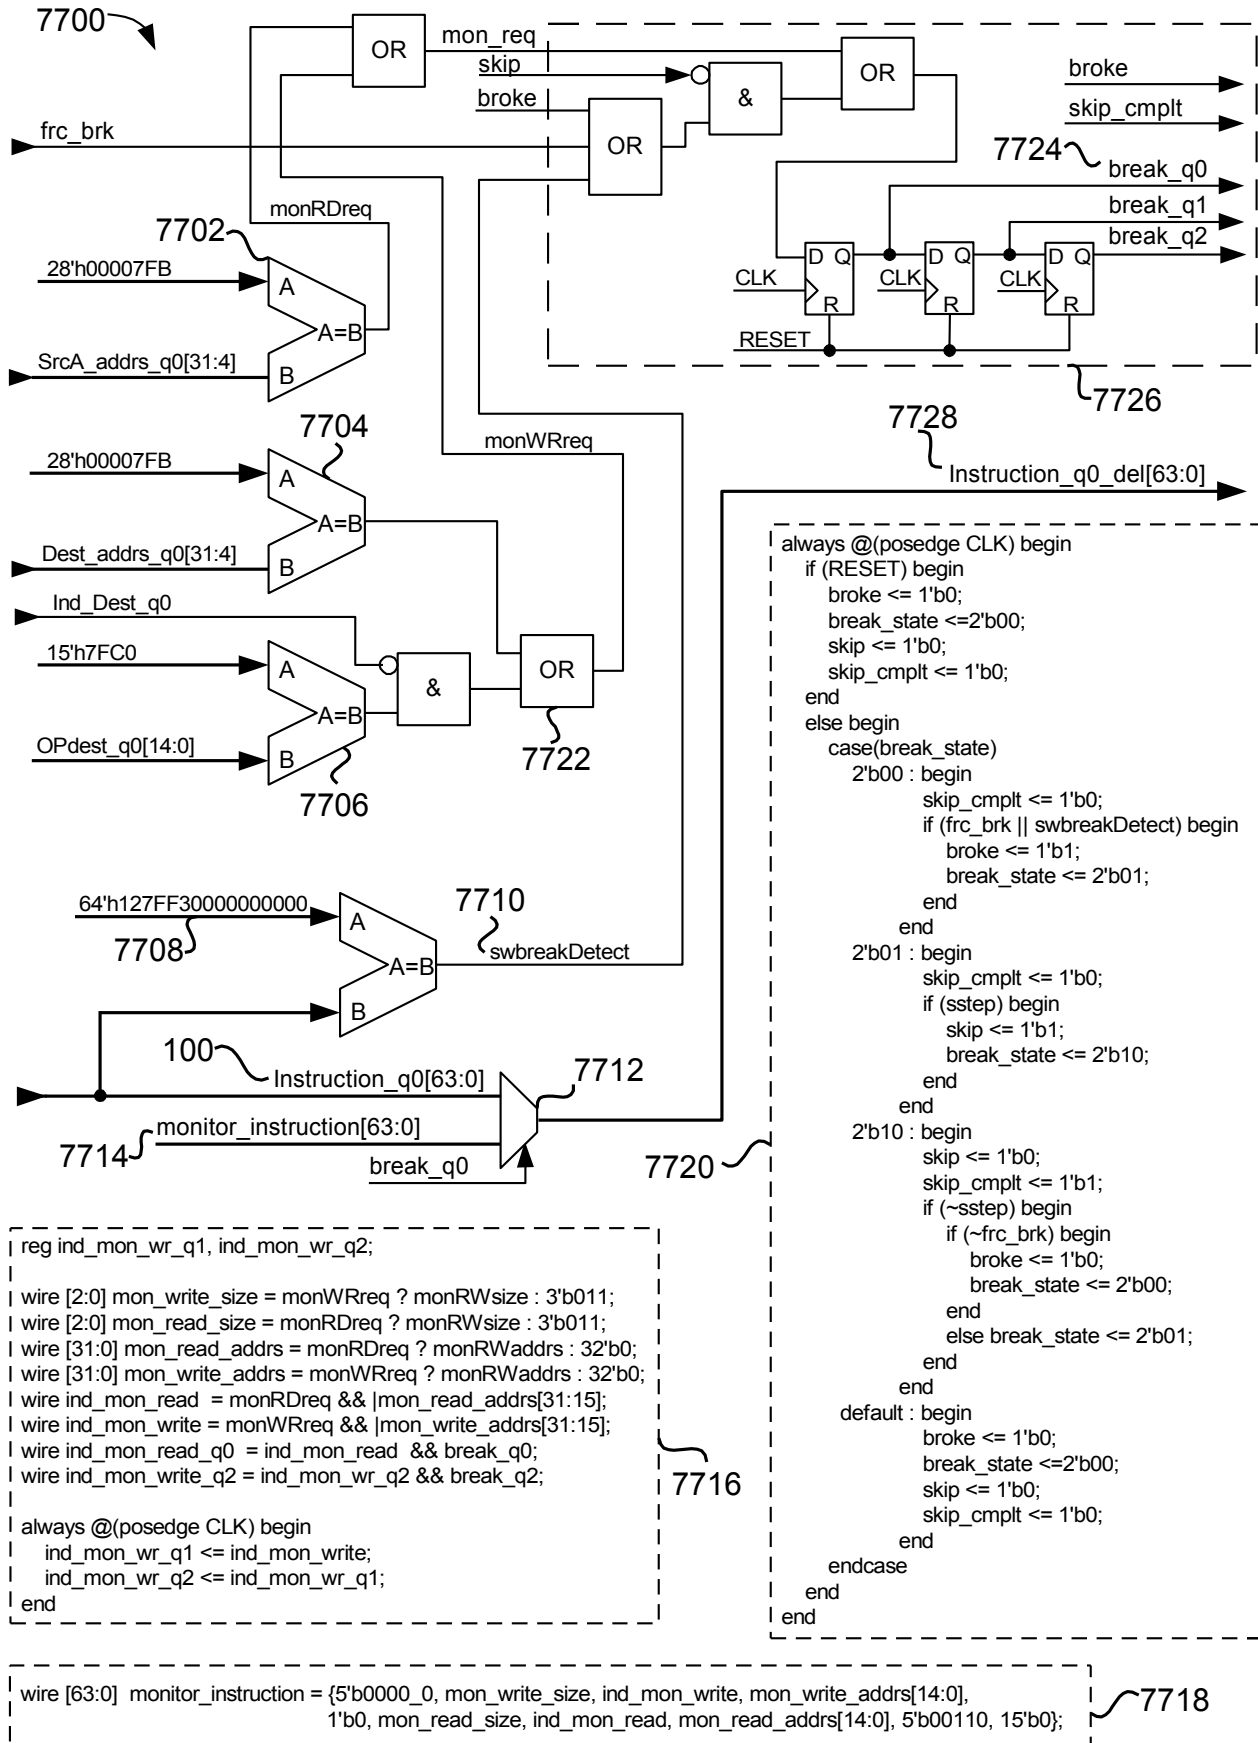 7700
OR
mon_req
skip
broke
&
OR
broke
skip_cmplt
frc_brk
OR
7724
break_q0
break_q1
break_q2
monRDreq
7702
28'h00007FB
A
A=B
B
SrcA_addrs_q0[31:4]
D Q
D Q
D Q
CLK
CLK
CLK
R
R
R
RESET
7726
7704
28'h00007FB
A
A=B
B
Dest_addrs_q0[31:4]
monWRreq
7728
Instruction_q0_del[63:0]
Ind_Dest_q0
15'h7FC0
A
A=B
B
OPdest_q0[14:0]
&
OR
7722
7706
64'h127FF30000000000
7708
A
A=B
B
7710
swbreakDetect
100
Instruction_q0[63:0]
7712
7714
monitor_instruction[63:0]
break_q0
7720
always @(posedge CLK) begin
if (RESET) begin
broke <= 1'b0;
break_state <=2'b00;
skip <= 1'b0;
skip_cmplt <= 1'b0;
end
else begin
case(break_state)
2'b00 : begin
skip_cmplt <= 1'b0;
if (frc_brk || swbreakDetect) begin
broke <= 1'b1;
break_state <= 2'b01;
end
end
2'b01 : begin
skip_cmplt <= 1'b0;
if (sstep) begin
skip <= 1'b1;
break_state <= 2'b10;
end
end
2'b10 : begin
skip <= 1'b0;
skip_cmplt <= 1'b1;
if (~sstep) begin
if (~frc_brk) begin
broke <= 1'b0;
break_state <= 2'b00;
end
else break_state <= 2'b01;
end
end
default : begin
broke <= 1'b0;
break_state <=2'b00;
skip <= 1'b0;
skip_cmplt <= 1'b0;
end
endcase
end
end
reg ind_mon_wr_q1, ind_mon_wr_q2;
wire [2:0] mon_write_size = monWRreq ? monRWsize : 3'b011;
wire [2:0] mon_read_size = monRDreq ? monRWsize : 3'b011;
wire [31:0] mon_read_addrs = monRDreq ? monRWaddrs : 32'b0;
wire [31:0] mon_write_addrs = monWRreq ? monRWaddrs : 32'b0;
wire ind_mon_read = monRDreq && |mon_read_addrs[31:15];
wire ind_mon_write = monWRreq && |mon_write_addrs[31:15];
wire ind_mon_read_q0 = ind_mon_read && break_q0;
wire ind_mon_write_q2 = ind_mon_wr_q2 && break_q2;
always @(posedge CLK) begin
ind_mon_wr_q1 <= ind_mon_write;
ind_mon_wr_q2 <= ind_mon_wr_q1;
end
7716
wire [63:0] monitor_instruction = {5'b0000_0, mon_write_size, ind_mon_write, mon_write_addrs[14:0],
1'b0, mon_read_size, ind_mon_read, mon_read_addrs[14:0], 5'b00110, 15'b0};
7718